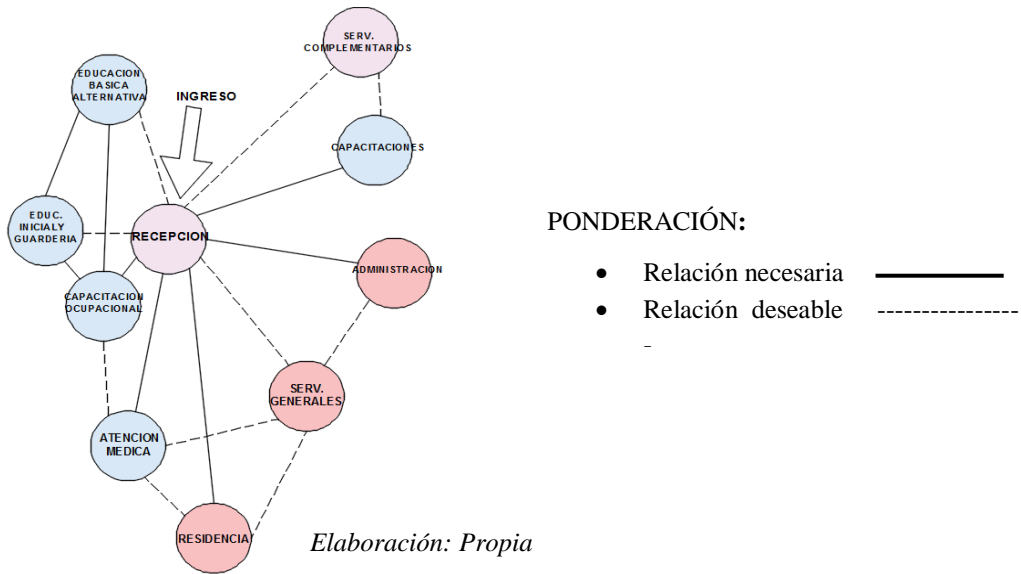 SERV.
COMPLEMENTARIOS
EDUCACION
BASICA
ALTERNATIVA
INGRESO
CAPACITACIONES
EDUC.
INICIAL Y
GUARDERIA
RECEPCION
ADMINISTRACION
CAPACITACION
OCUPACIONAL
SERV.
GENERALES
ATENCION
MEDICA
RESIDENCIA
Elaboración: Propia
PONDERACIÓN:
• Relación necesaria
• Relación deseable -----------------
-